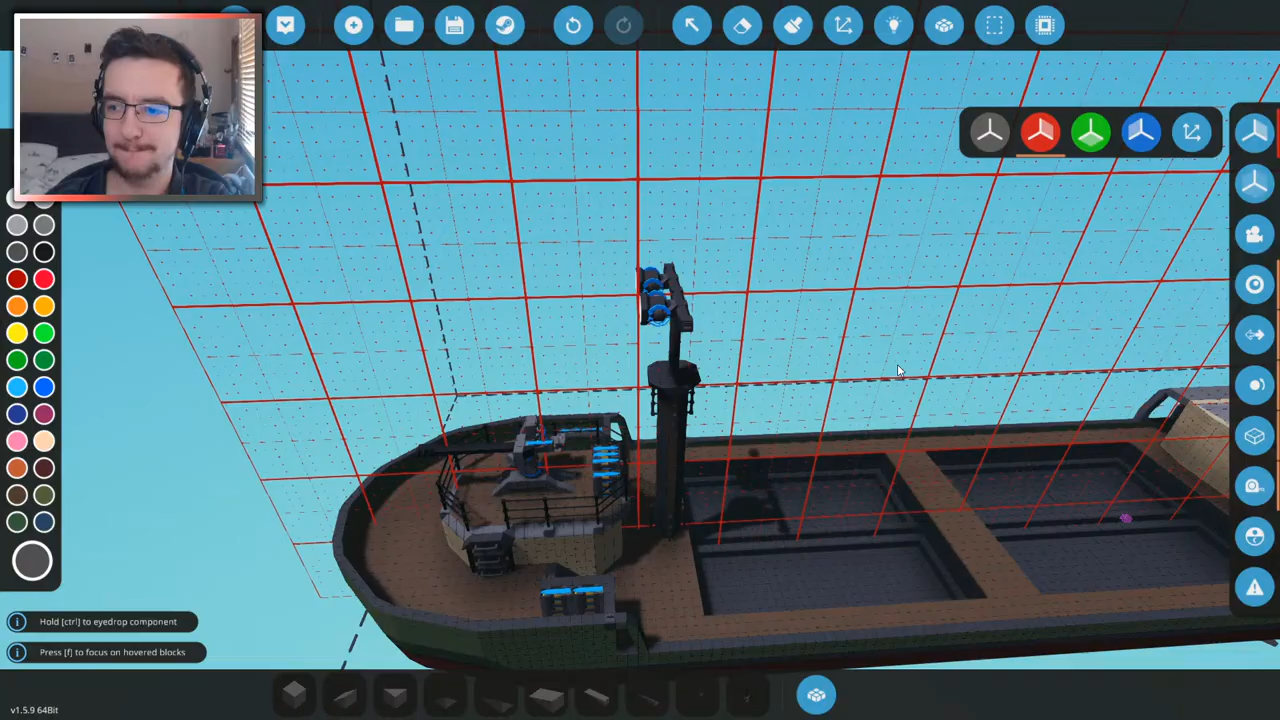 Hold [ctrl] to eyedrop component
Press [f] to focus on hovered blocks
v1.5.9 64Bit